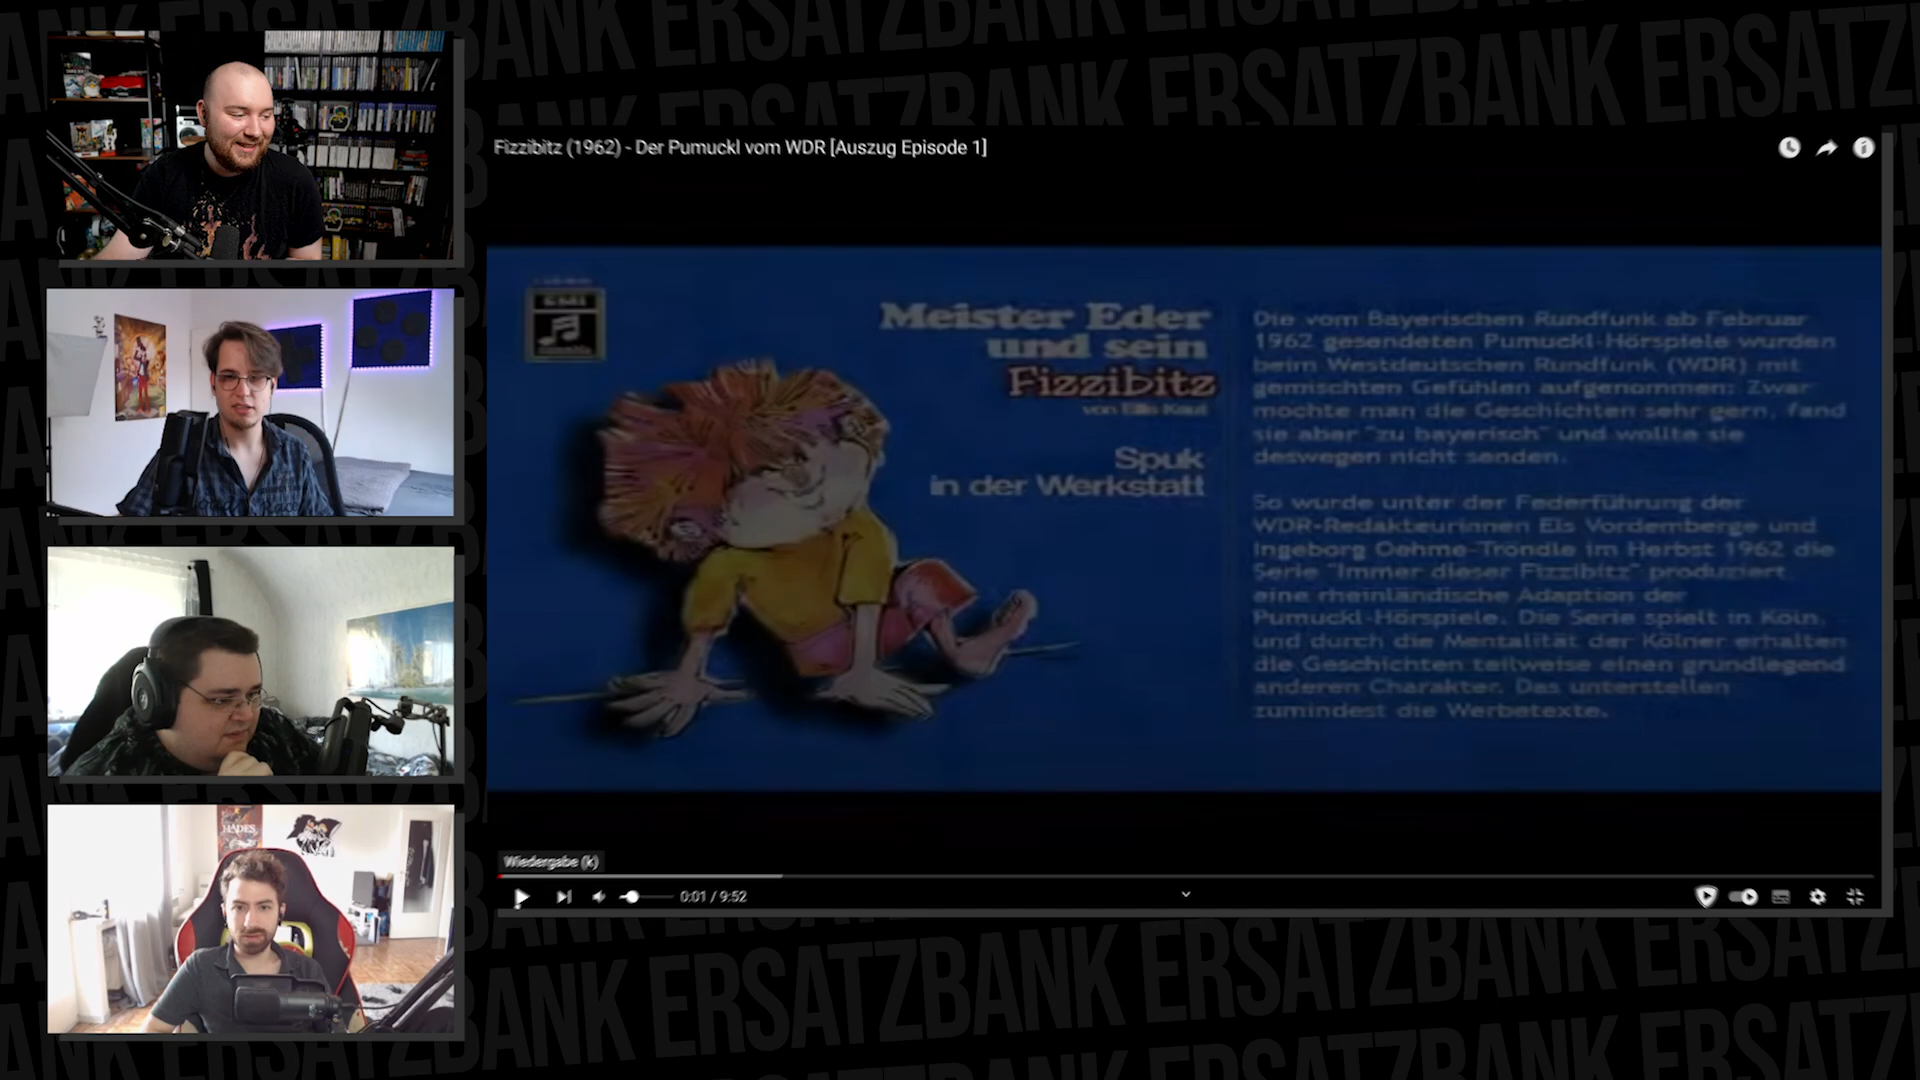 Fizzibitz (1962) - Der Pumuckl vom WDR [Auszug Episode 1]
EMI
Meister Eder
und sein
Fizzibitz
von Ellis Kaut
Spuk
in der Werkstatt
Die vom Bayerischen Rundfunk ab Februar
1962 gesendeten Pumuckl-Hörspiele wurden
beim Westdeutschen Rundfunk (WDR) mit
gemischten Gefühlen aufgenommen: Zwar
mochte man die Geschichten sehr gern, fand
sie aber "zu bayerisch" und wollte sie
deswegen nicht senden.
So wurde unter der Federführung der
WDR-Redakteurinnen Els Vordemberge und
Ingeborg Oehme-Tröndle im Herbst 1962 die
Serie "Immer dieser Fizzibitz" produziert,
eine rheinländische Adaption der
Pumuckl-Hörspiele. Die Serie spielt in Köln,
und durch die Mentalität der Kölner erhalten
die Geschichten teilweise einen grundlegend
anderen Charakter. Das unterstellen
zumindest die Werbetexte.
Wiedergabe (k)
0:01 / 9:52
HADES
ERSATZBANK ERSATZBANK ERSATZBANK